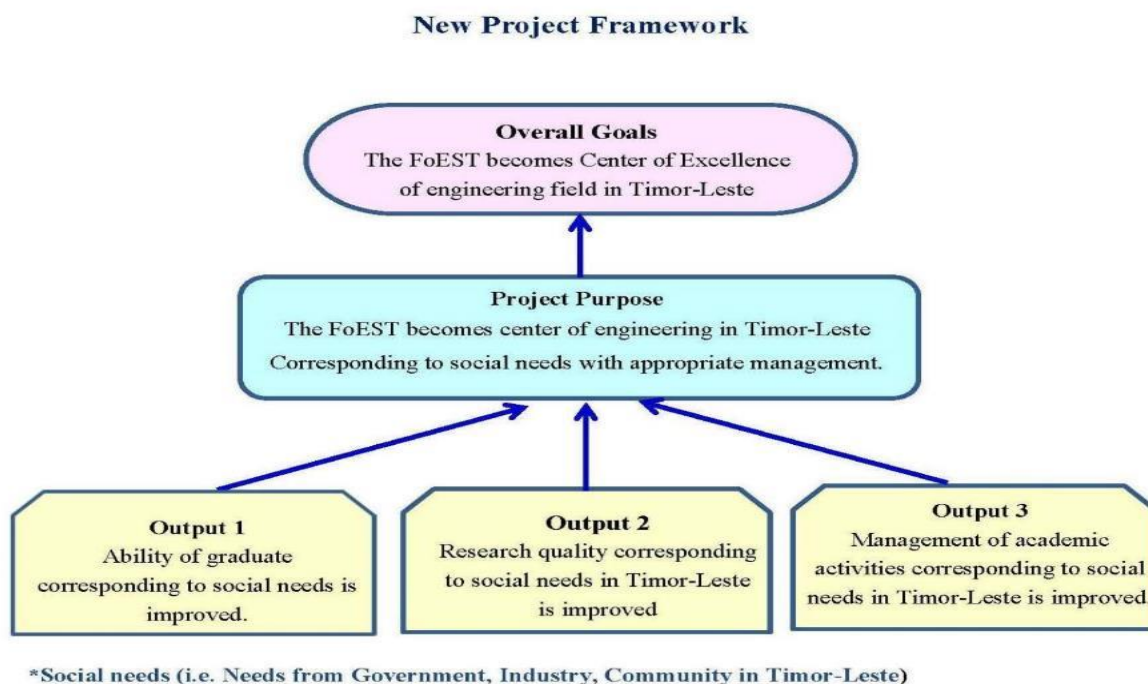 New Project Framework
Overall Goals
The FoEST becomes Center of Excellence
of engineering field in Timor-Leste
Project Purpose
The FoEST becomes center of engineering in Timor-Leste
Corresponding to social needs with appropriate management.
Output 1
Ability of graduate
corresponding to social needs is
improved.
Output 2
Research quality corresponding
to social needs in Timor-Leste
is improved
Output 3
Management of academic
activities corresponding to social
needs in Timor-Leste is improved.
*Social needs (i.e. Needs from Government, Industry, Community in Timor-Leste)